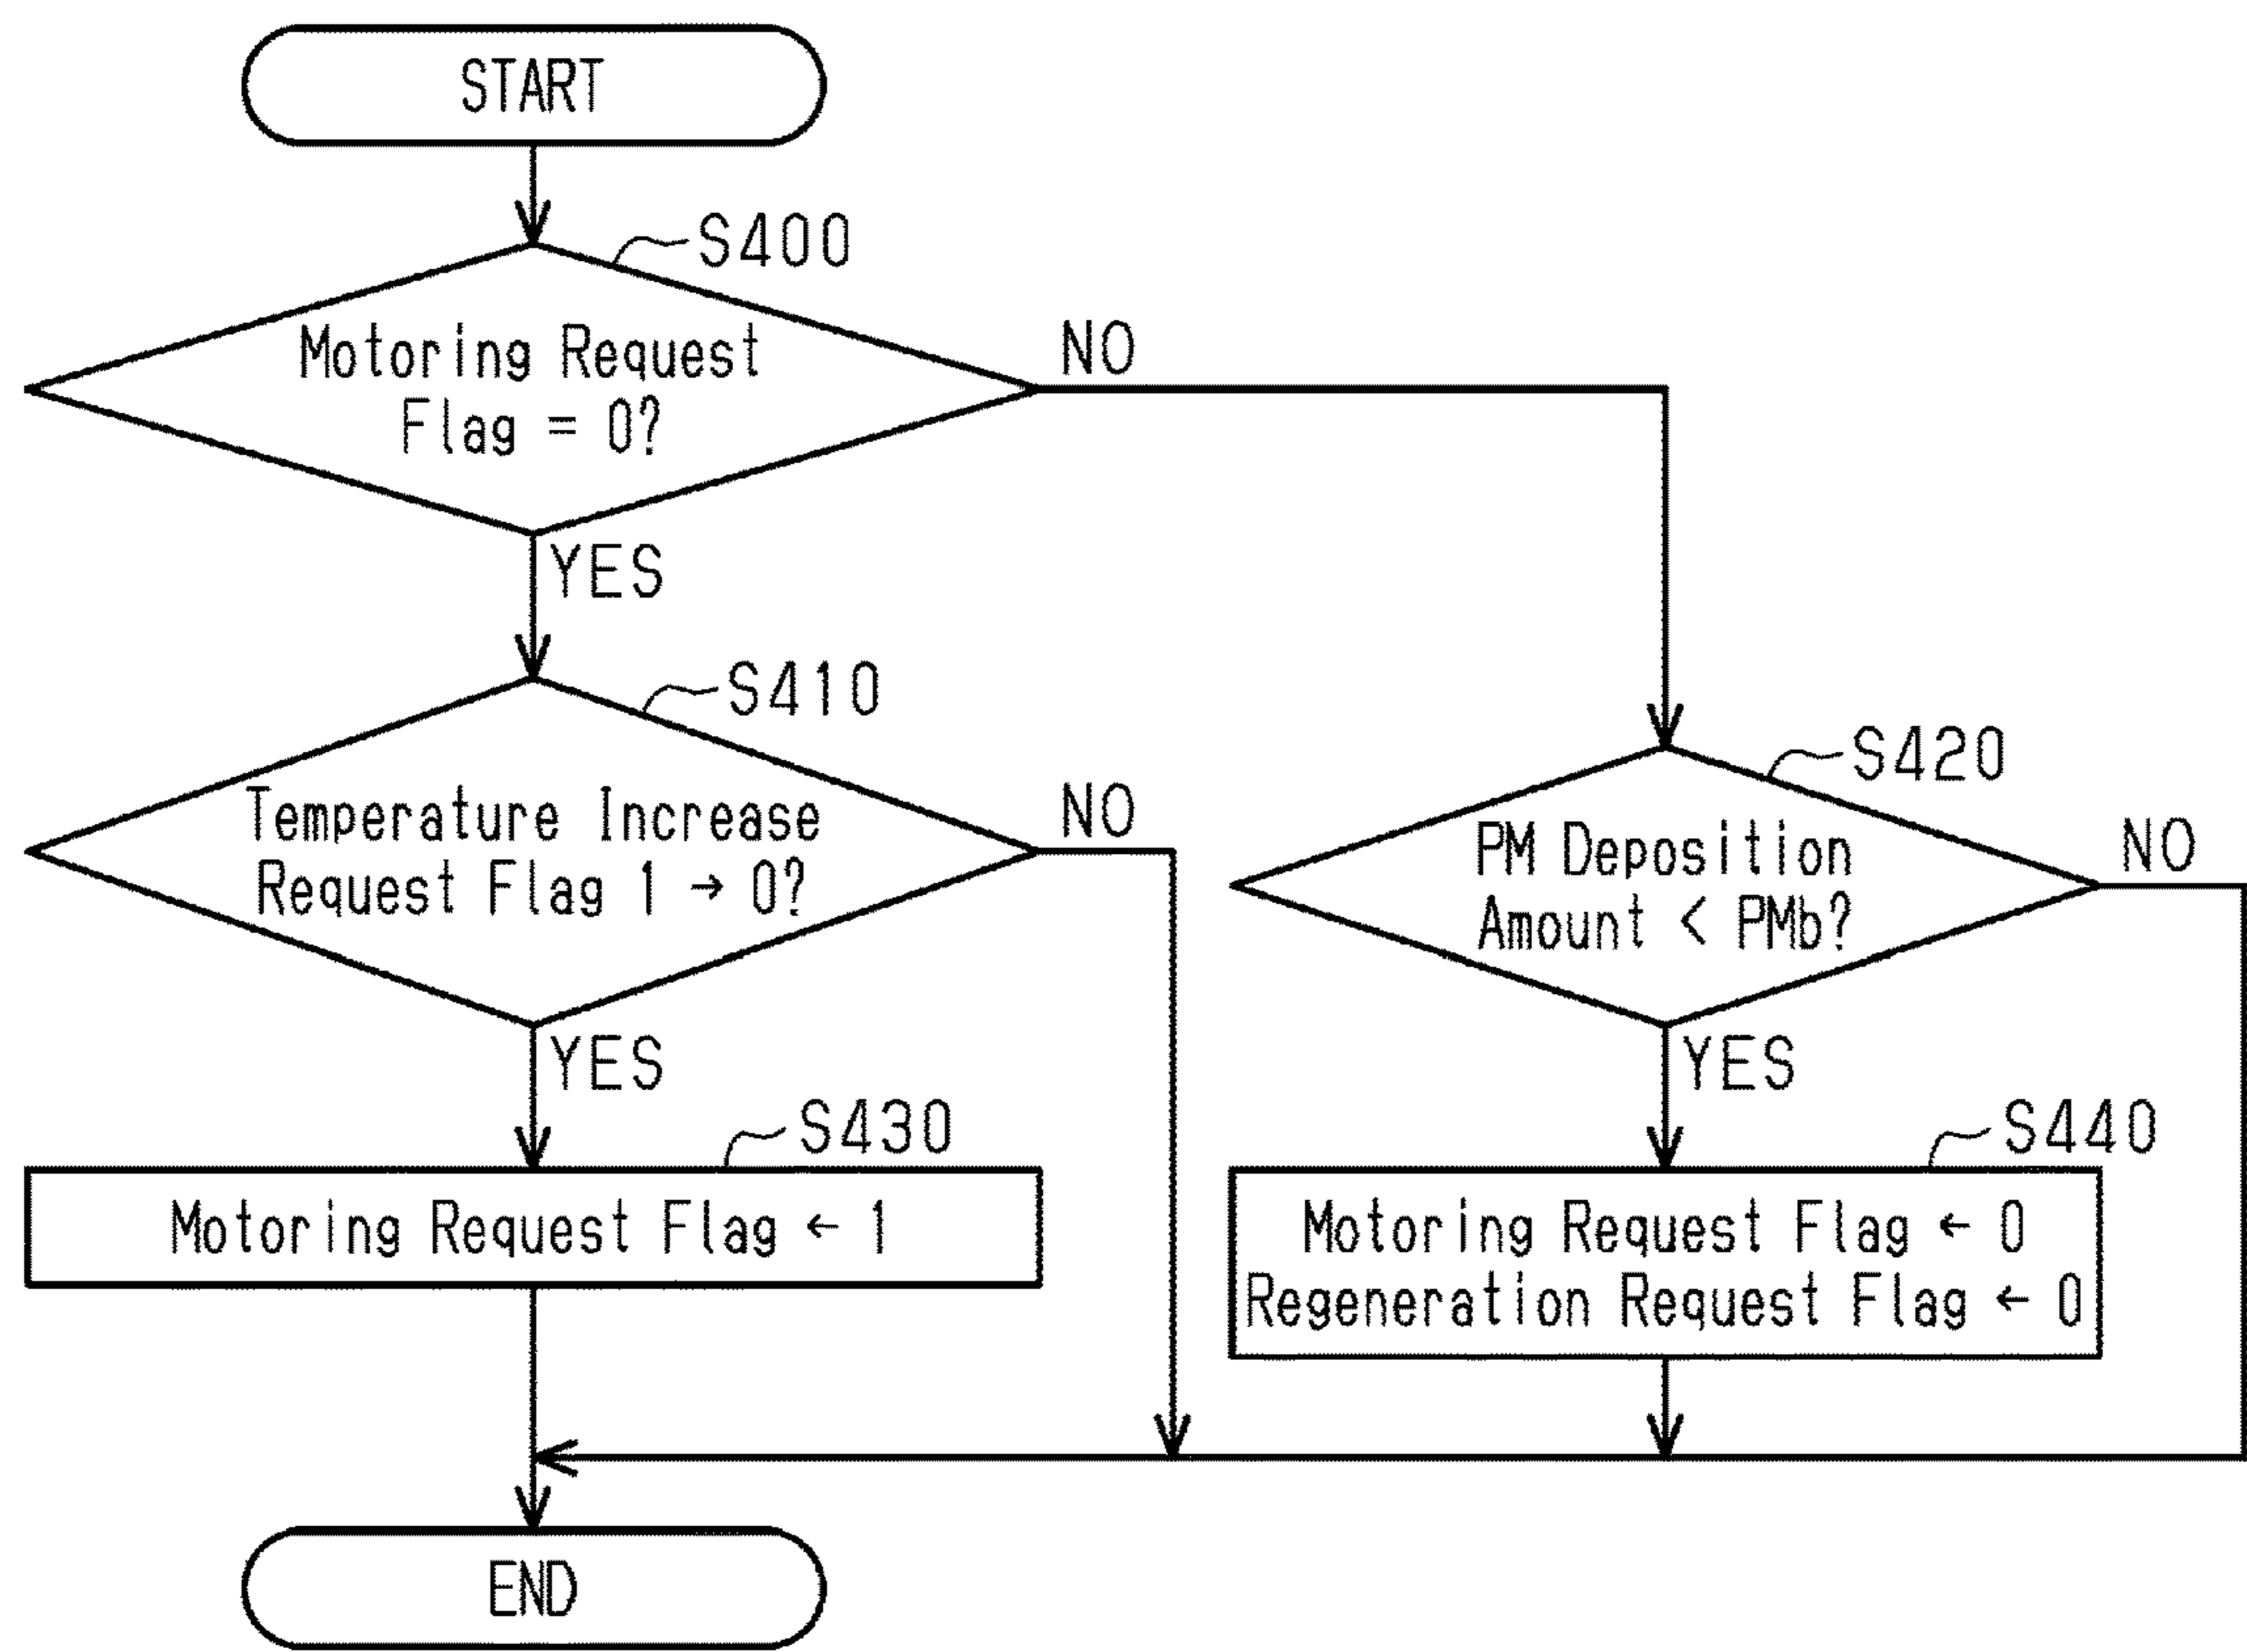 START
S400
Motoring Request
Flag = 0?
NO
YES
S410
Temperature Increase
Request Flag 1 → 0?
NO
YES
S420
PM Deposition
Amount < PMb?
NO
YES
S430
Motoring Request Flag ← 1
S440
Motoring Request Flag ← 0
Regeneration Request Flag ← 0
END